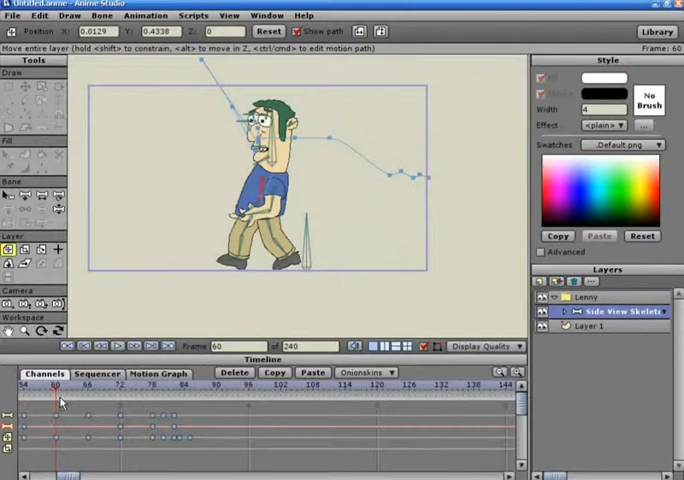 Untitled.anme - Anime Studio
File Edit Draw Bone Animation Scripts View Window Help
Position X: 0.0129 Y: 0.4338 Z: 0 Reset Show path Library
Move entire layer (hold <shift> to constrain, <alt> to move in Z, <ctrl/cmd> to edit motion path) Frame: 60
Tools
Draw
Fill
Bone
Layer
Camera
Workspace
Style
No
Brush
Width 4
Effect <plain> ...
Swatches .Default.png
Copy Paste Reset
Advanced
Layers
Lenny
Side View Skelet
Layer 1
Frame 60 of 240 Display Quality
Timeline
Channels Sequencer Motion Graph Delete Copy Paste Onionskins
54 60 66 72 78 84 90 96 102 108 114 120 126 132 138 144